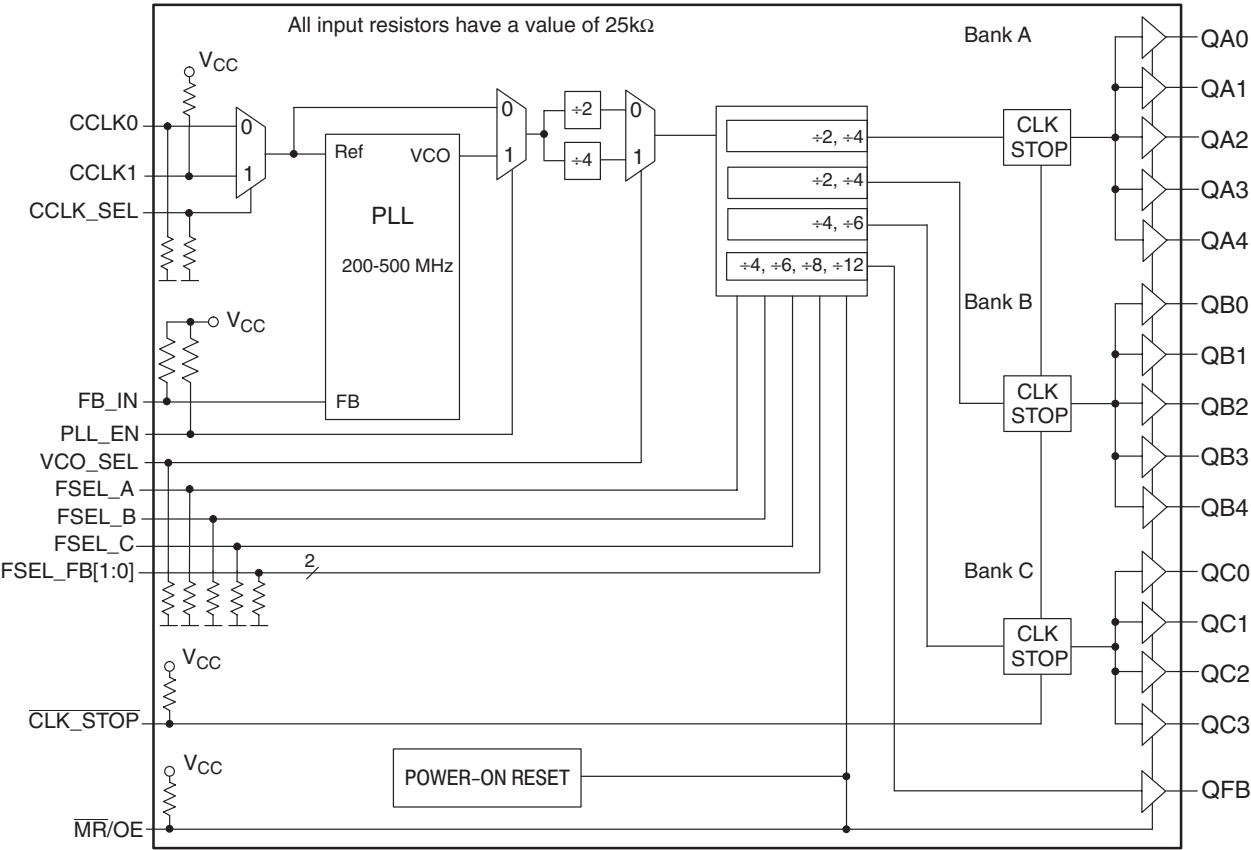 All input resistors have a value of 25kΩ
Bank A
QA0
VCC
QA1
CCLK0
0
0
÷2
0
CLK
STOP
÷2, ÷4
QA2
Ref
VCO
1
÷4
1
CCLK1
1
÷2, ÷4
QA3
CCLK_SEL
PLL
÷4, ÷6
QA4
200-500 MHz
÷4, ÷6, ÷8, ÷12
Bank B
QB0
VCC
QB1
FB_IN
FB
CLK
STOP
QB2
PLL_EN
VCO_SEL
QB3
FSEL_A
FSEL_B
QB4
FSEL_C
FSEL_FB[1:0]
2
Bank C
QC0
QC1
CLK
STOP
VCC
QC2
CLK_STOP
QC3
VCC
POWER-ON RESET
QFB
MR/OE